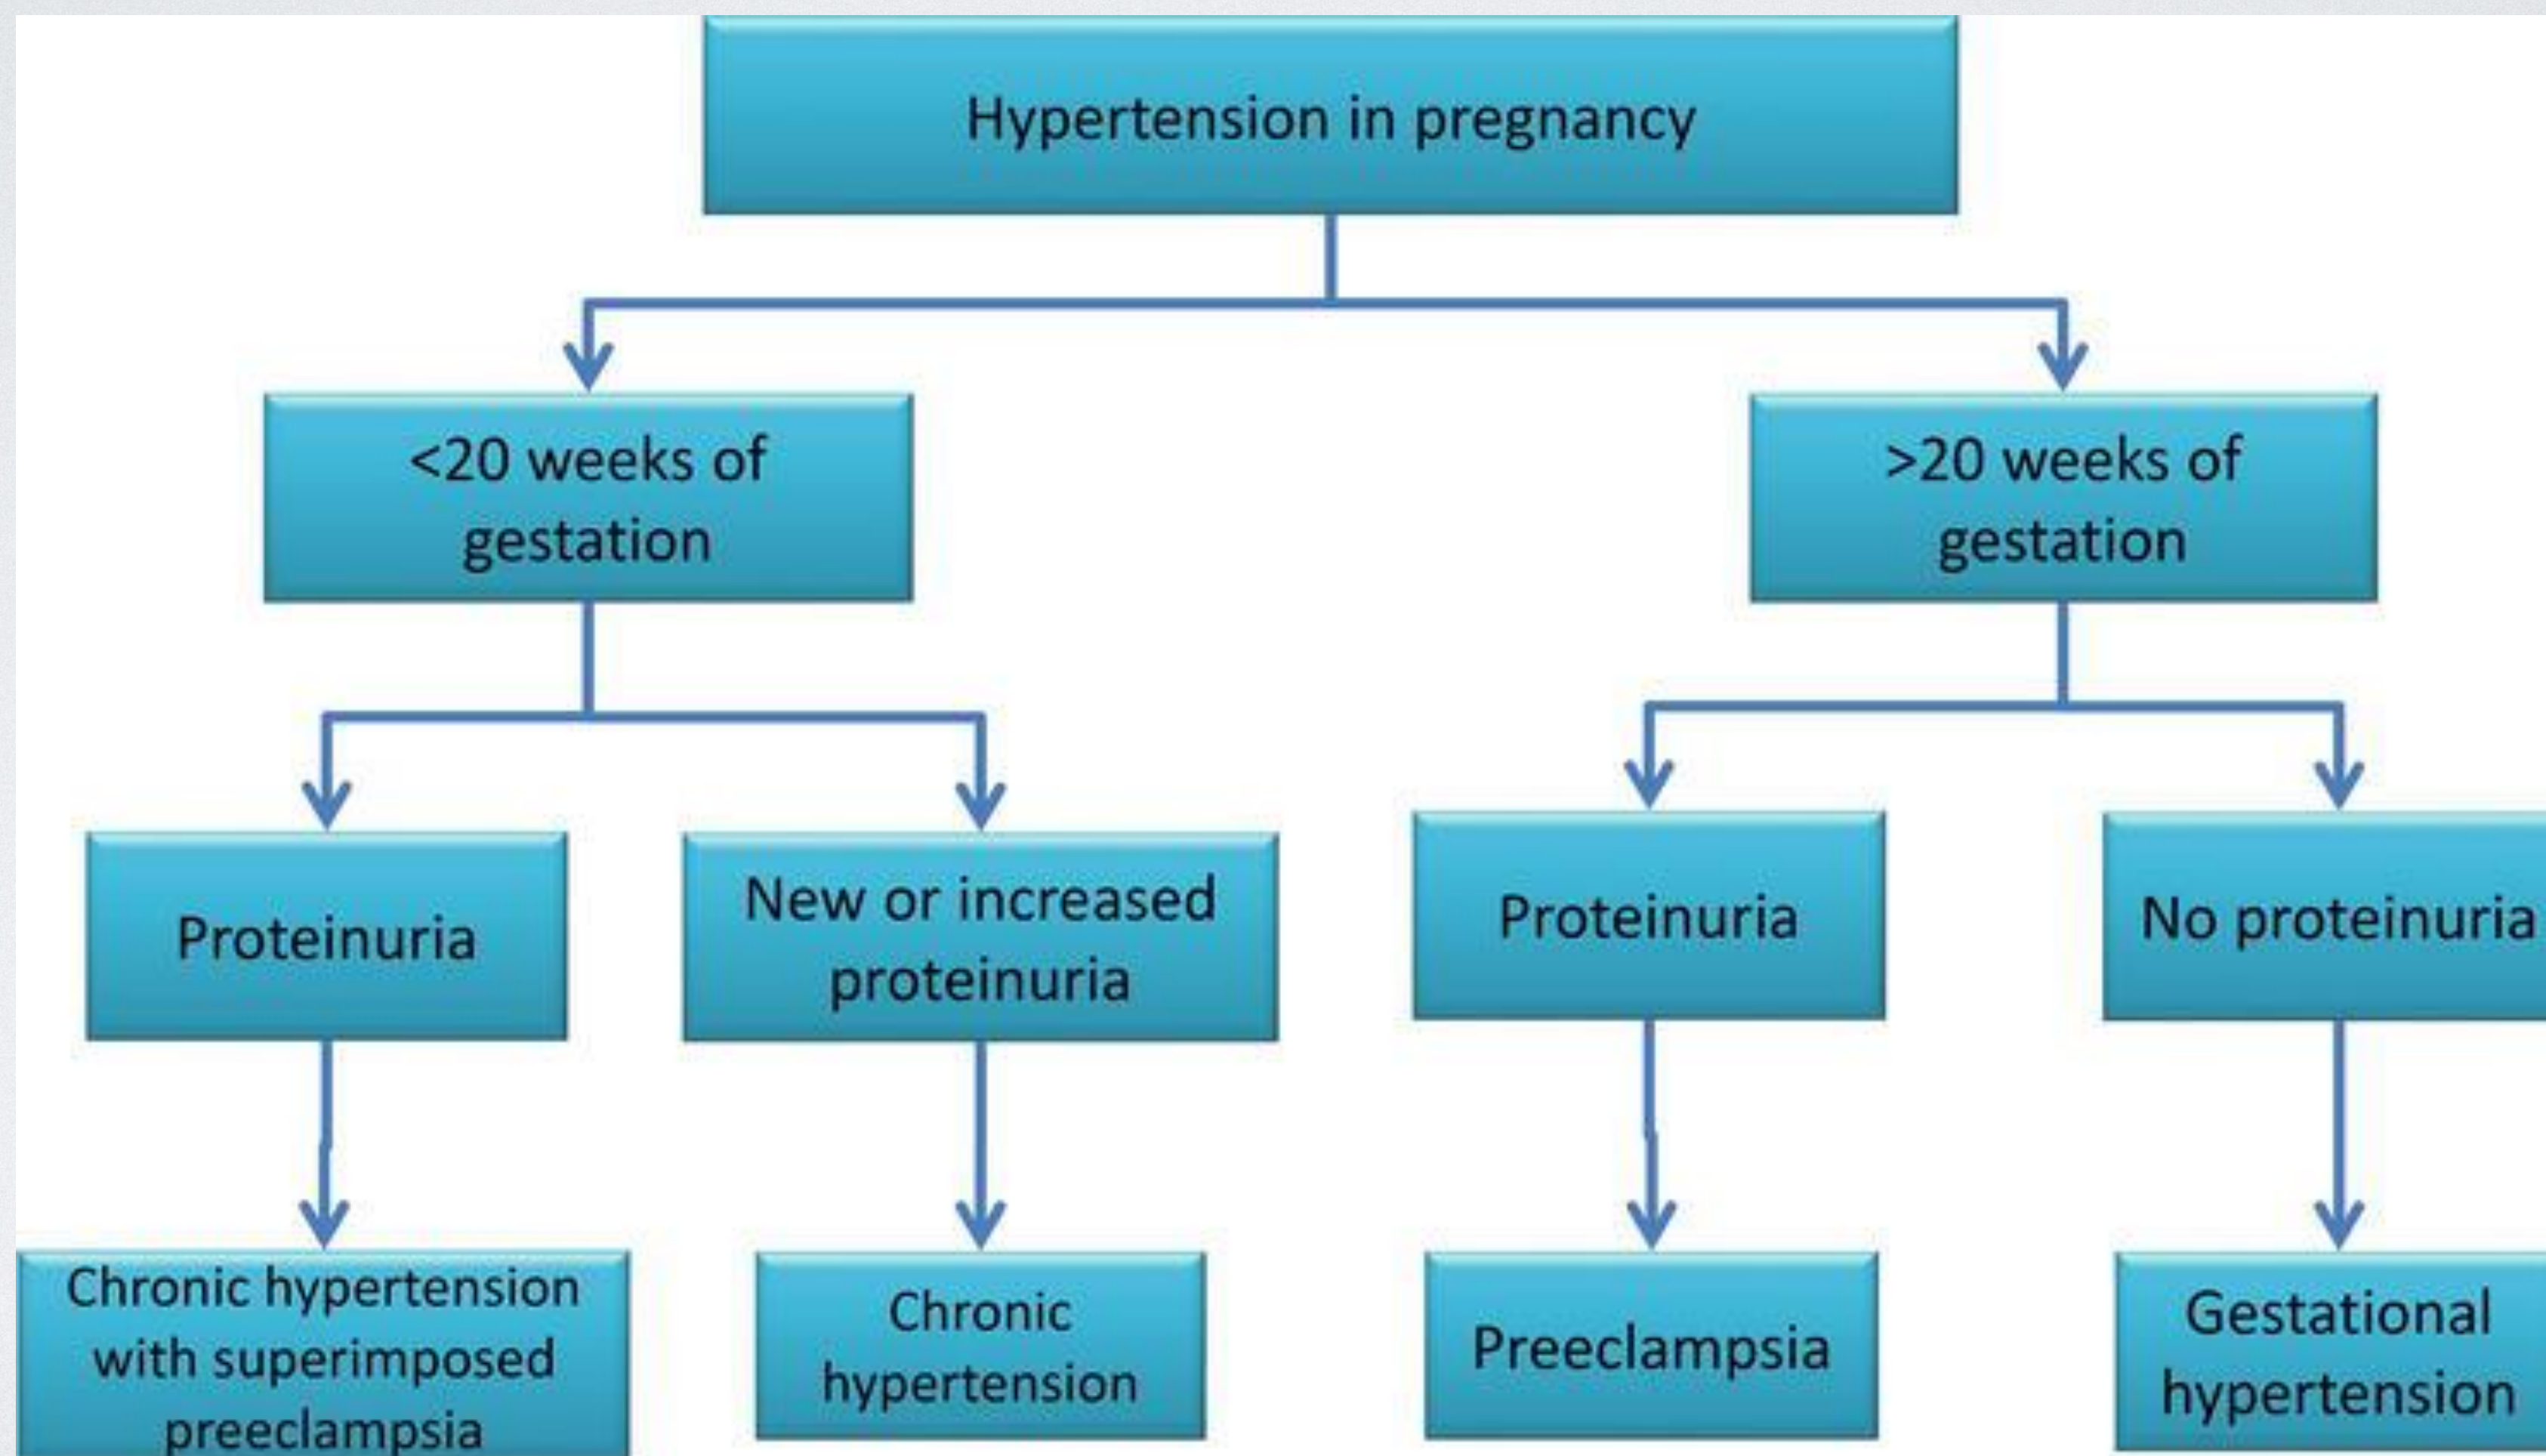 Hypertension in pregnancy
<20 weeks of
gestation
>20 weeks of
gestation
Proteinuria
New or increased
proteinuria
Proteinuria
No proteinuria
Chronic hypertension
with superimposed
preeclampsia
Chronic
hypertension
Preeclampsia
Gestational
hypertension